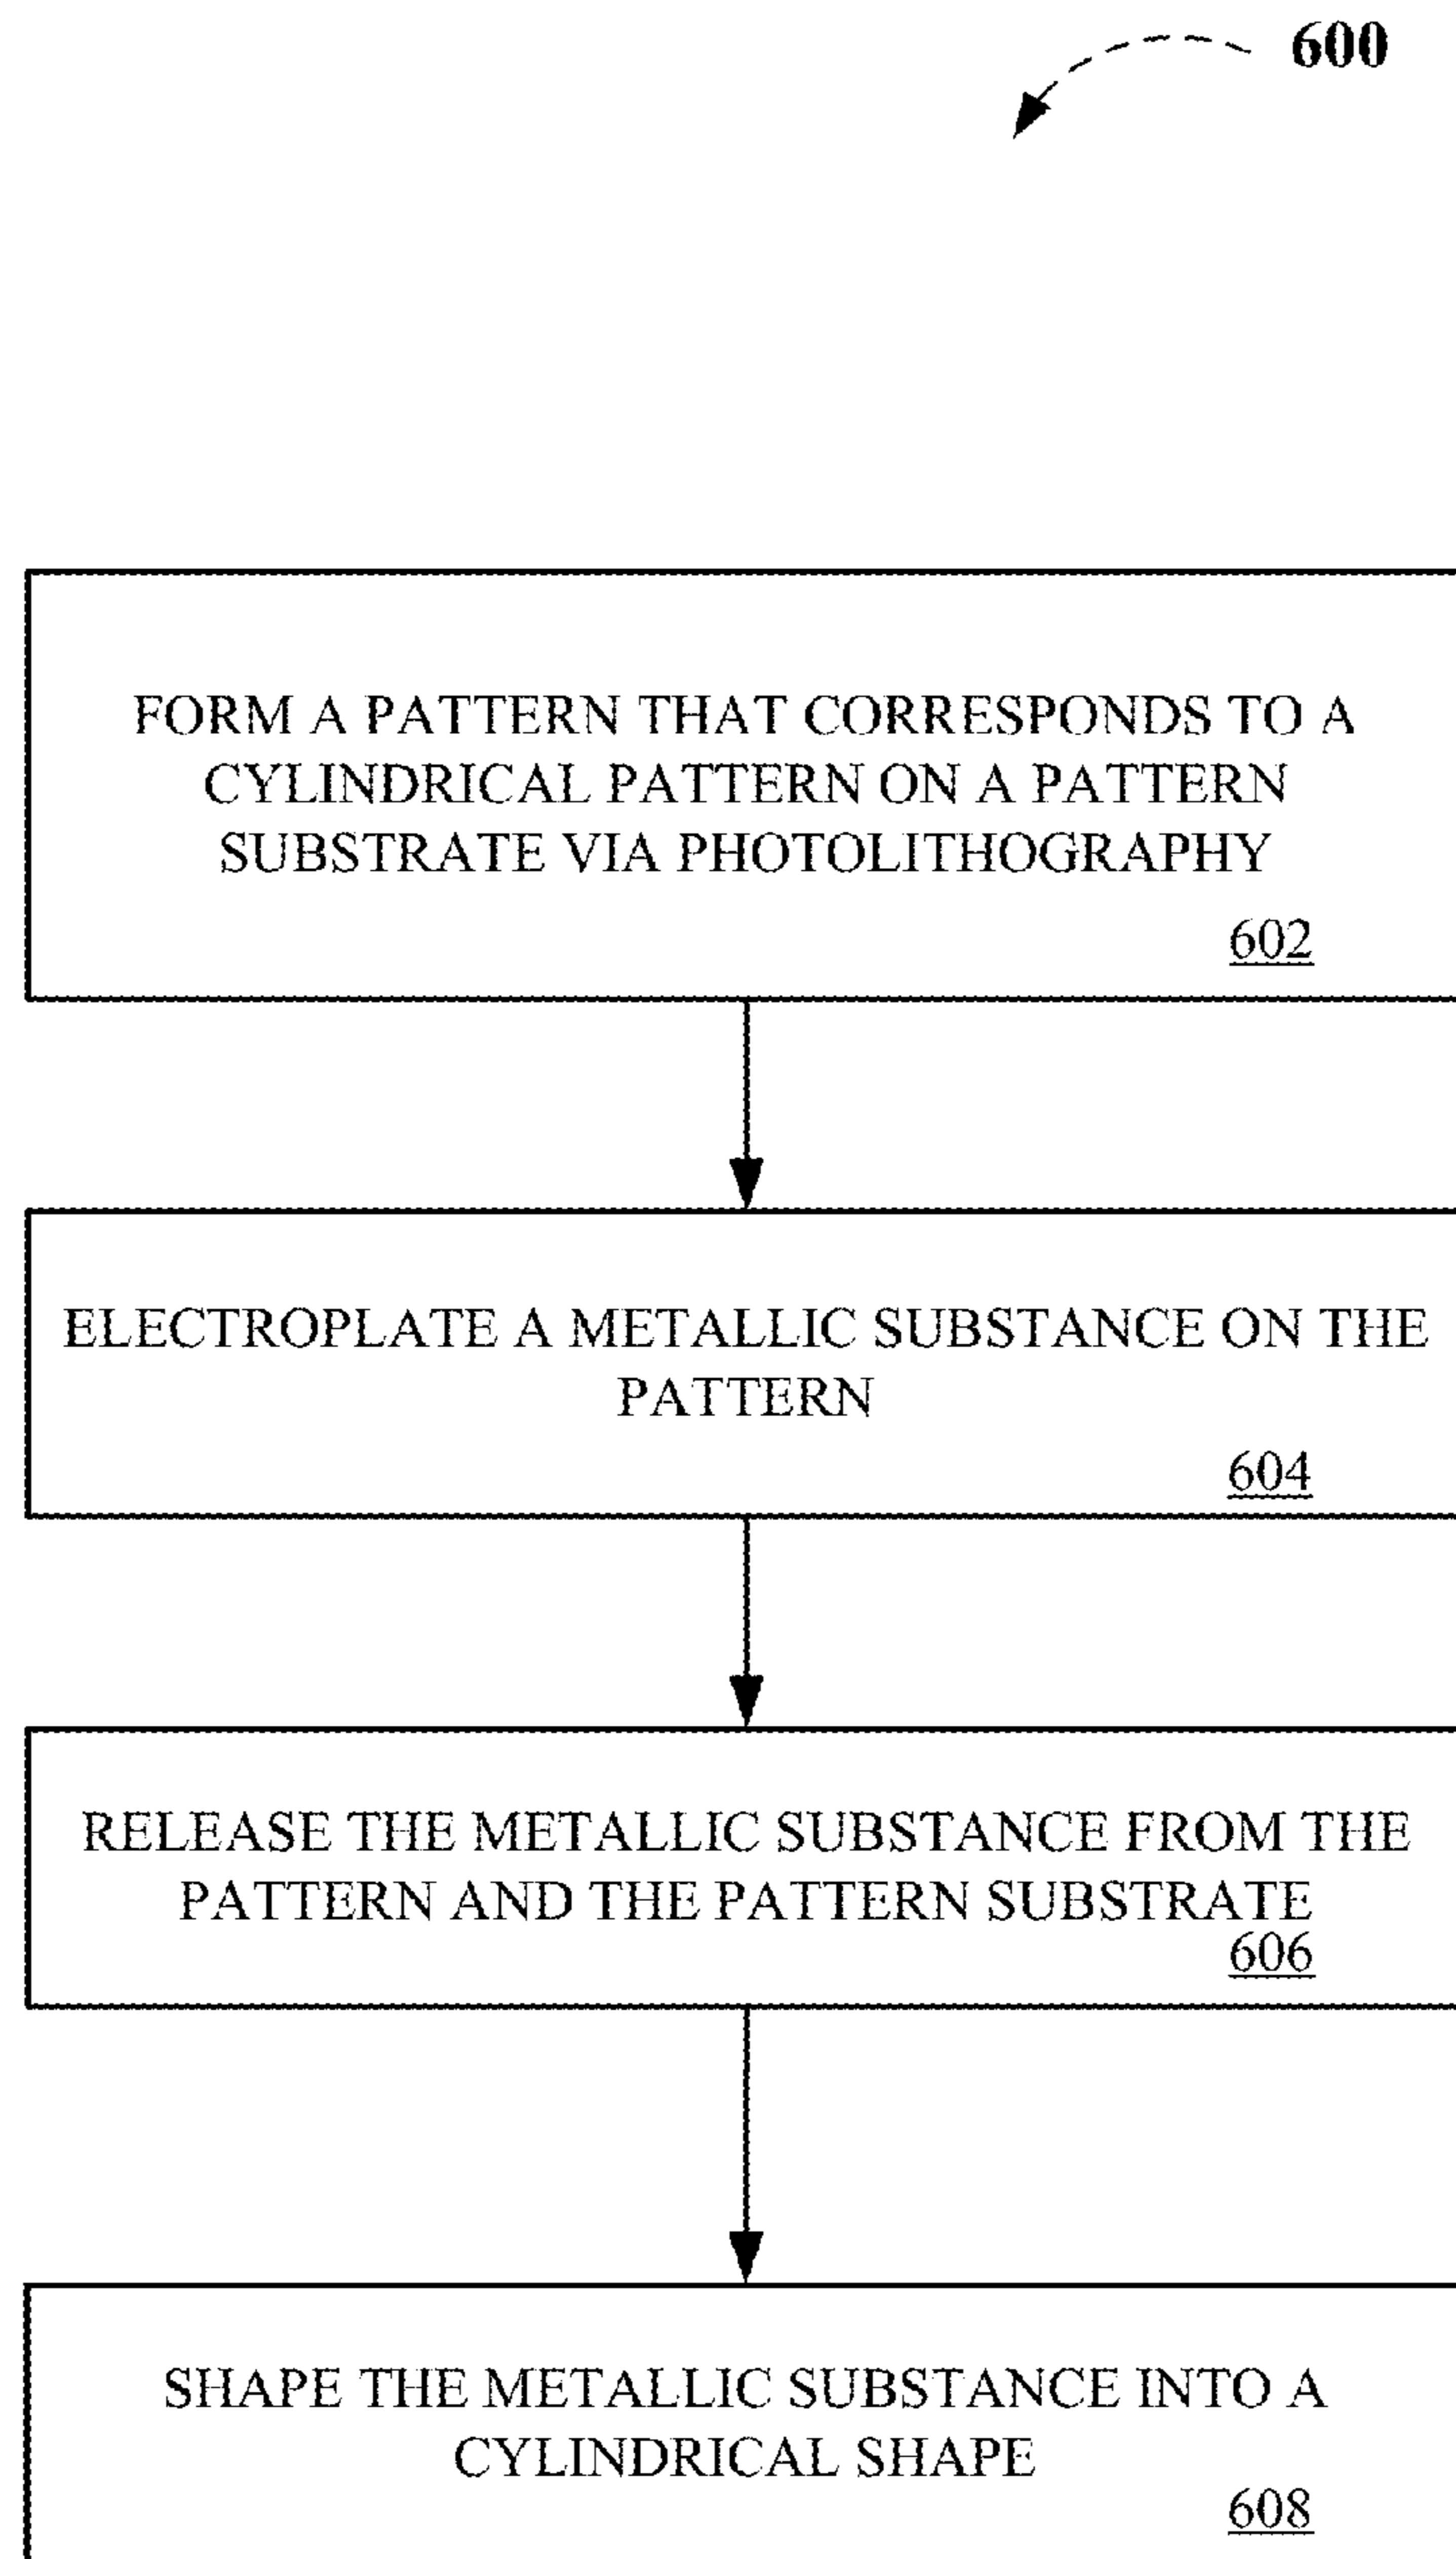 600
FORM A PATTERN THAT CORRESPONDS TO A
CYLINDRICAL PATTERN ON A PATTERN
SUBSTRATE VIA PHOTOLITHOGRAPHY
602
ELECTROPLATE A METALLIC SUBSTANCE ON THE
PATTERN
604
RELEASE THE METALLIC SUBSTANCE FROM THE
PATTERN AND THE PATTERN SUBSTRATE
606
SHAPE THE METALLIC SUBSTANCE INTO A
CYLINDRICAL SHAPE
608